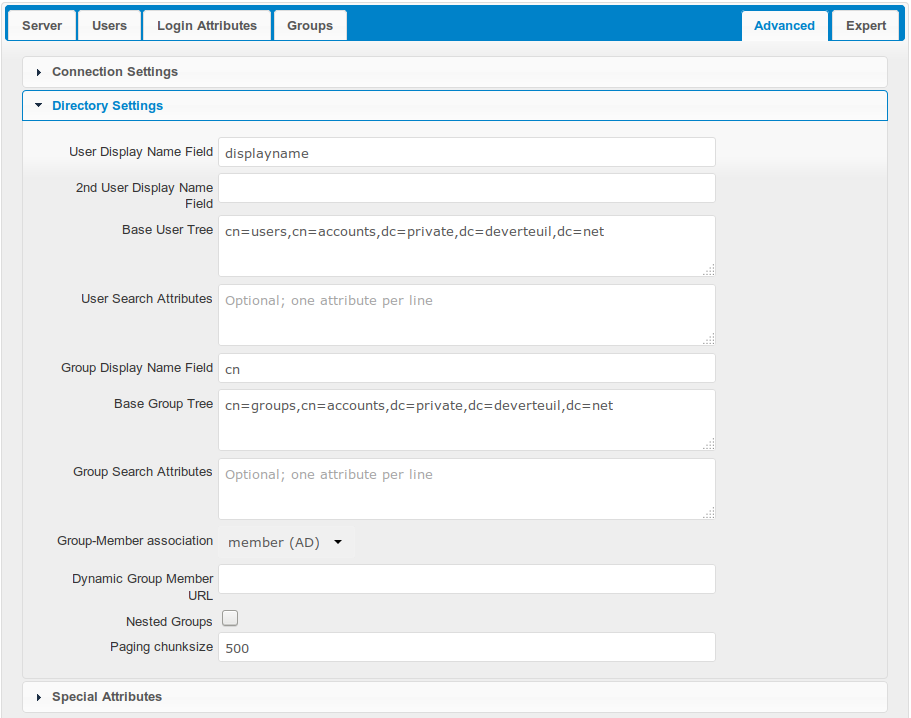 Server Users Login Attributes Groups Advanced Expert
Connection Settings
Directory Settings
User Display Name Field displayname
2nd User Display Name
Field
Base User Tree cn=users,cn=accounts,dc=private,dc=deverteuil,dc=net
User Search Attributes Optional; one attribute per line
Group Display Name Field cn
Base Group Tree cn=groups,cn=accounts,dc=private,dc=deverteuil,dc=net
Group Search Attributes Optional; one attribute per line
Group-Member association member (AD)
Dynamic Group Member
URL
Nested Groups
Paging chunksize 500
Special Attributes